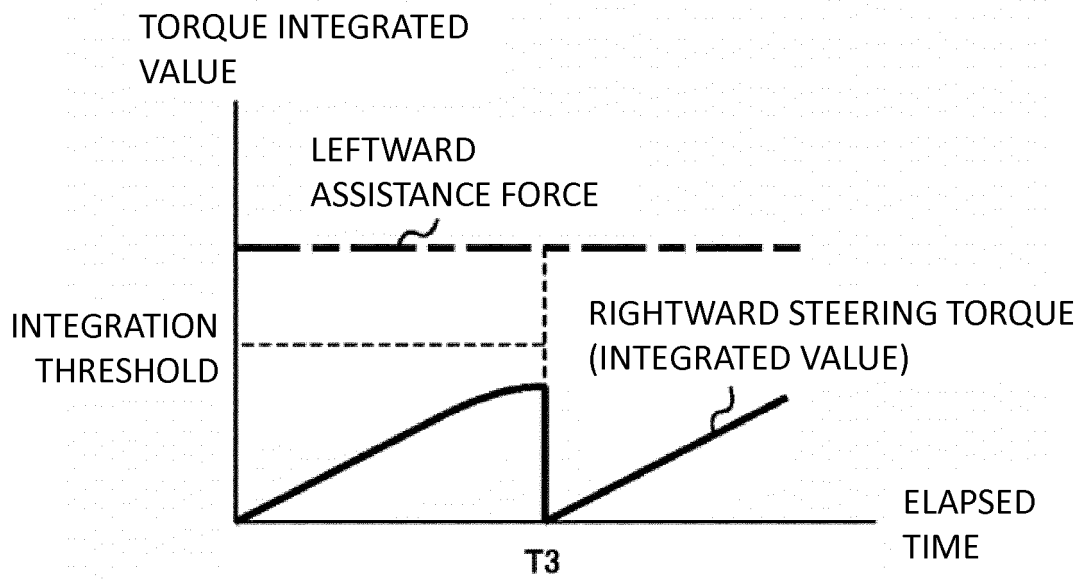 TORQUE INTEGRATED
VALUE
LEFTWARD
ASSISTANCE FORCE
INTEGRATION
THRESHOLD
RIGHTWARD STEERING TORQUE
(INTEGRATED VALUE)
ELAPSED
TIME
T3